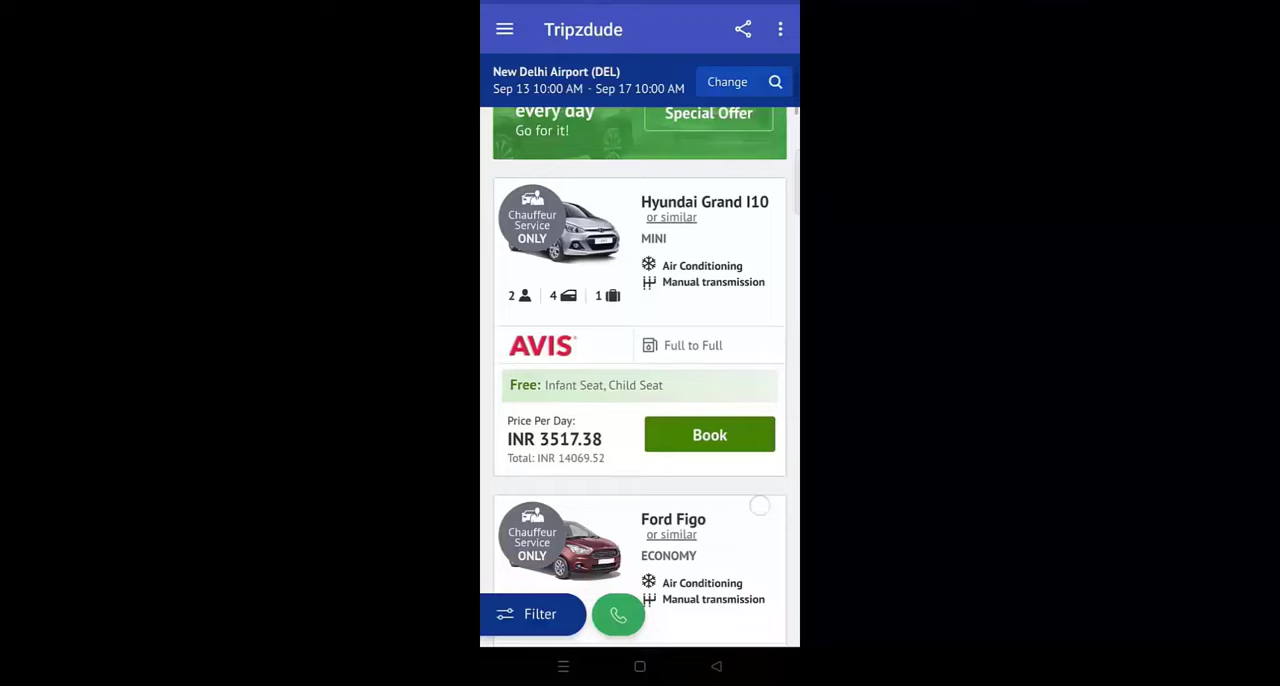 Tripzdude
New Delhi Airport (DEL)
Sep 13 10:00 AM - Sep 17 10:00 AM
Change
every day
Go for it!
Special Offer
Chauffeur
Service
ONLY
Hyundai Grand I10
or similar
MINI
Air Conditioning
Manual transmission
2
4
1
AVIS
Full to Full
Free: Infant Seat, Child Seat
Price Per Day:
INR 3517.38
Total: INR 14069.52
Book
Chauffeur
Service
ONLY
Ford Figo
or similar
ECONOMY
Air Conditioning
Manual transmission
Filter